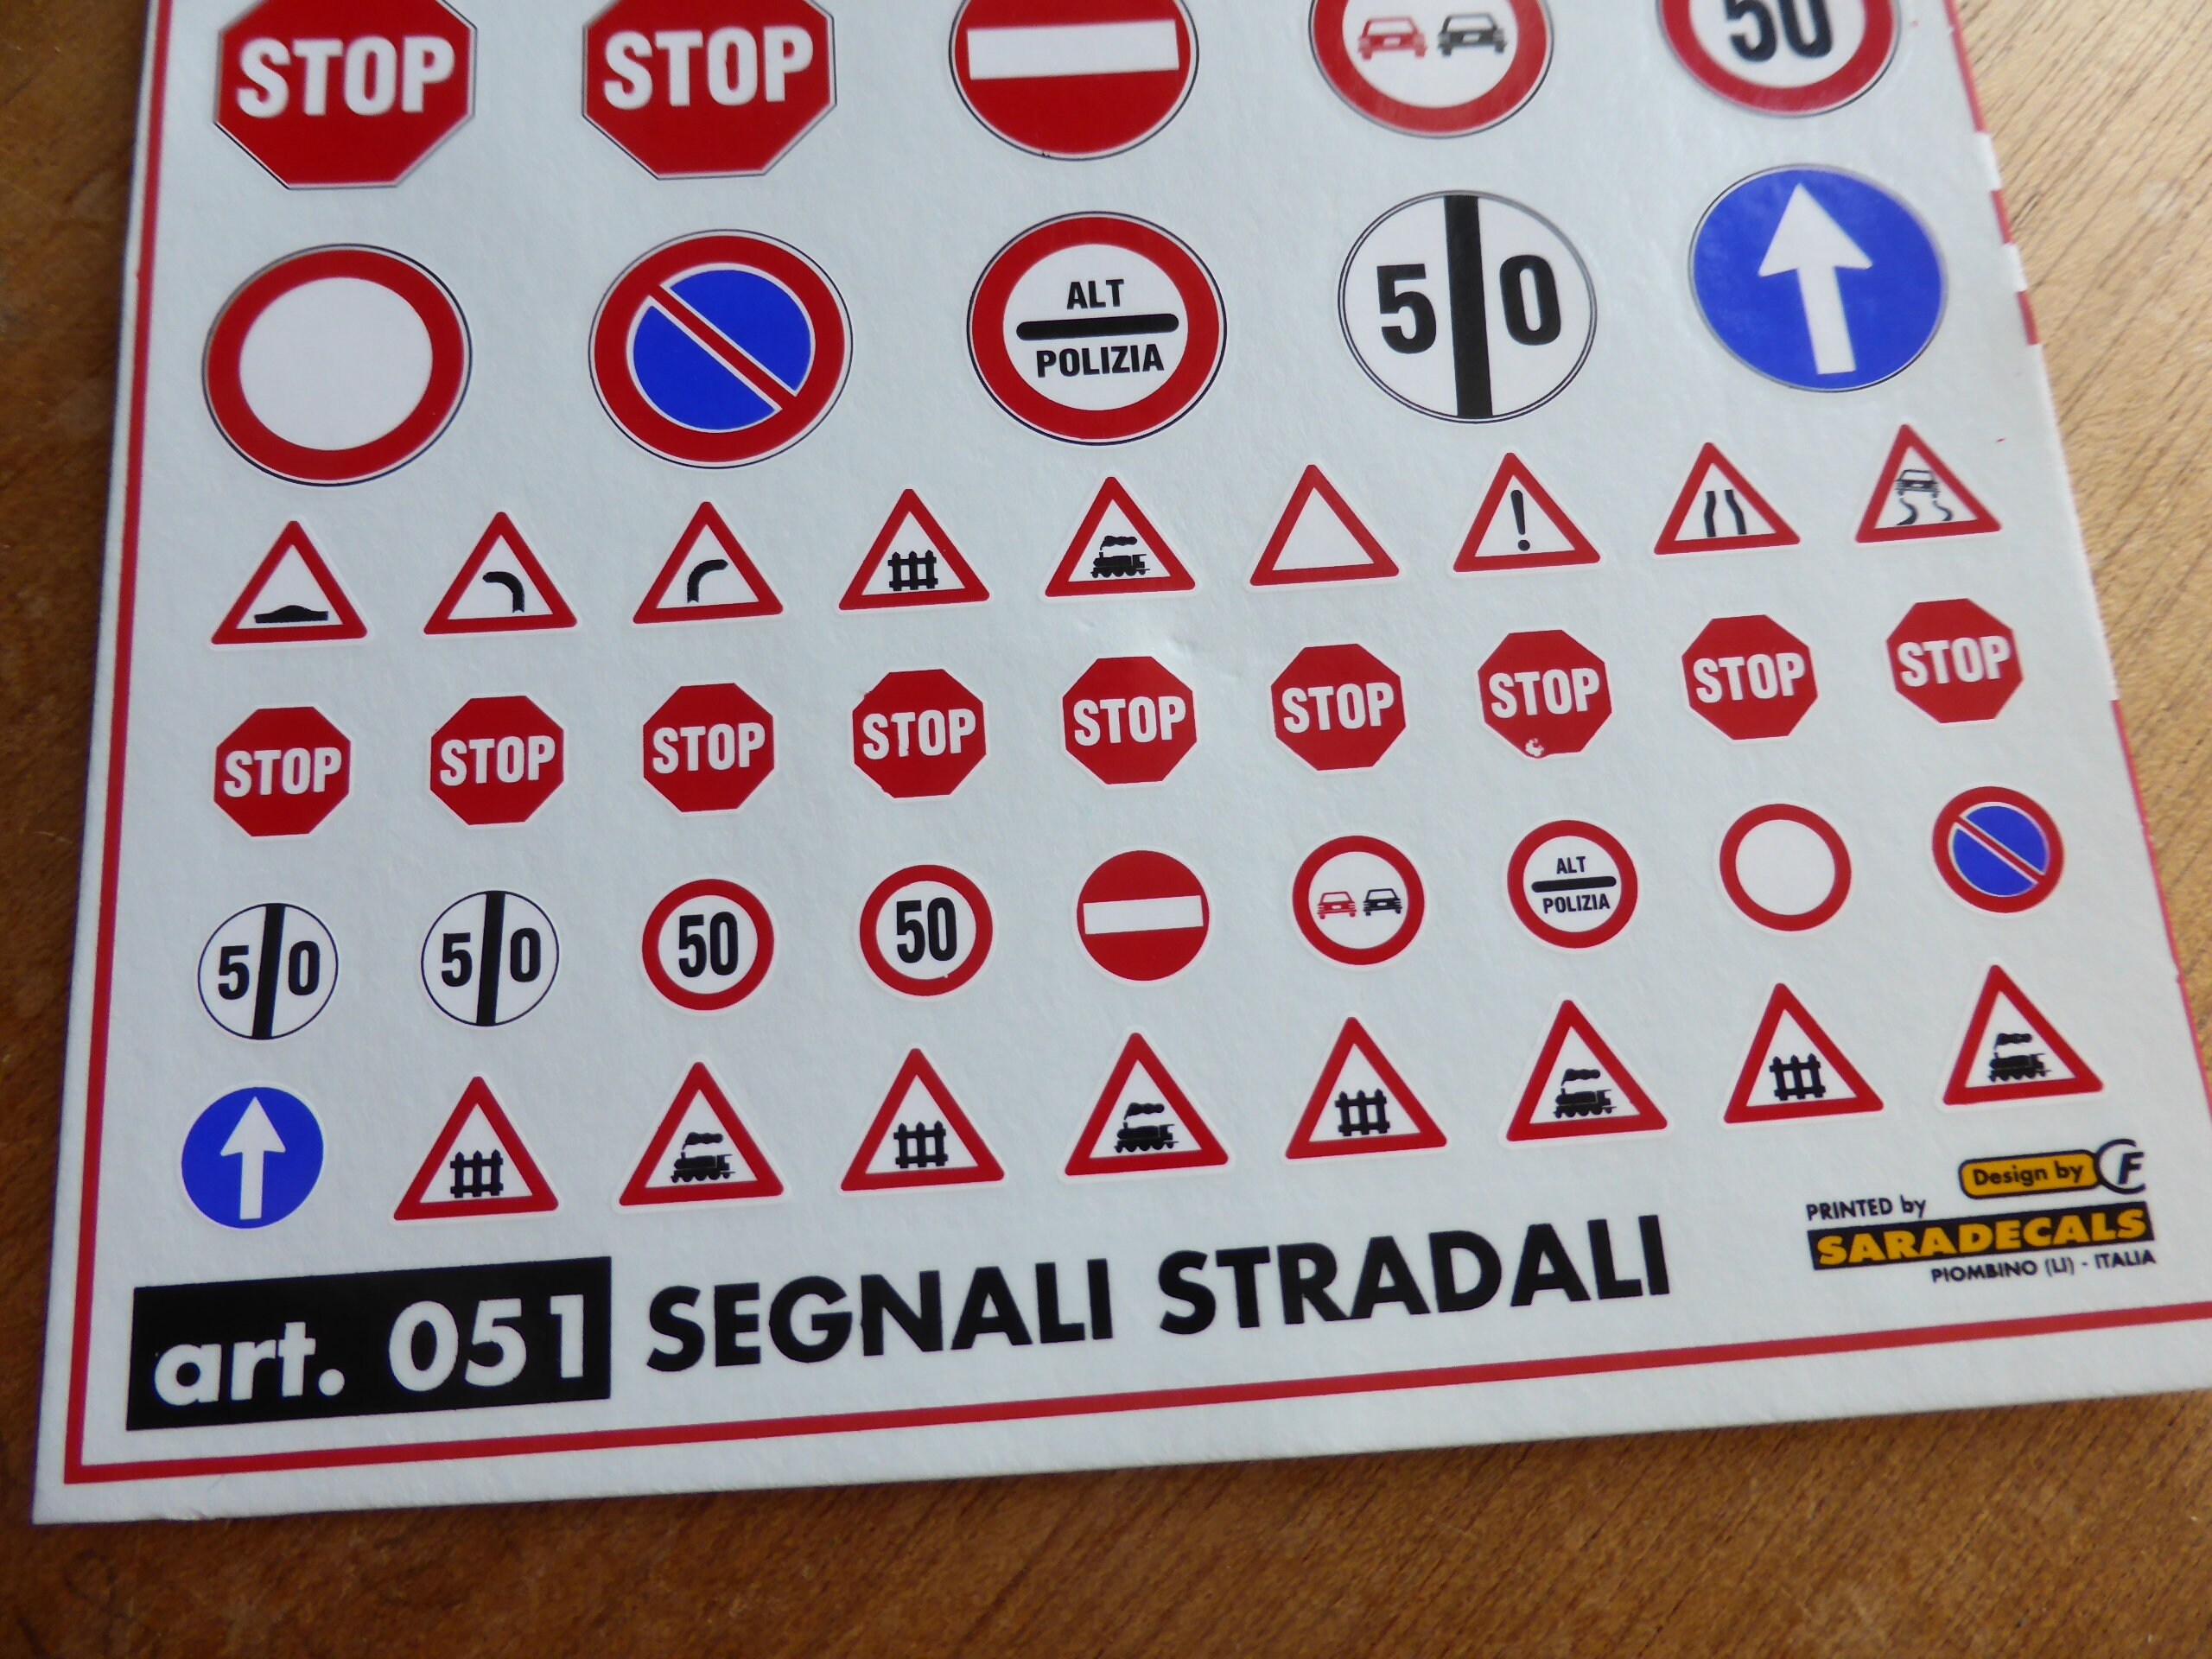 STOP STOP 50
ALT
POLIZIA
5 0
STOP STOP STOP STOP STOP STOP STOP STOP STOP
5 0 5 0 50 50
ALT
POLIZIA
Design by CF
PRINTED by
SARADECALS
PIOMBINO (LI) - ITALIA
art. 051 SEGNALI STRADALI